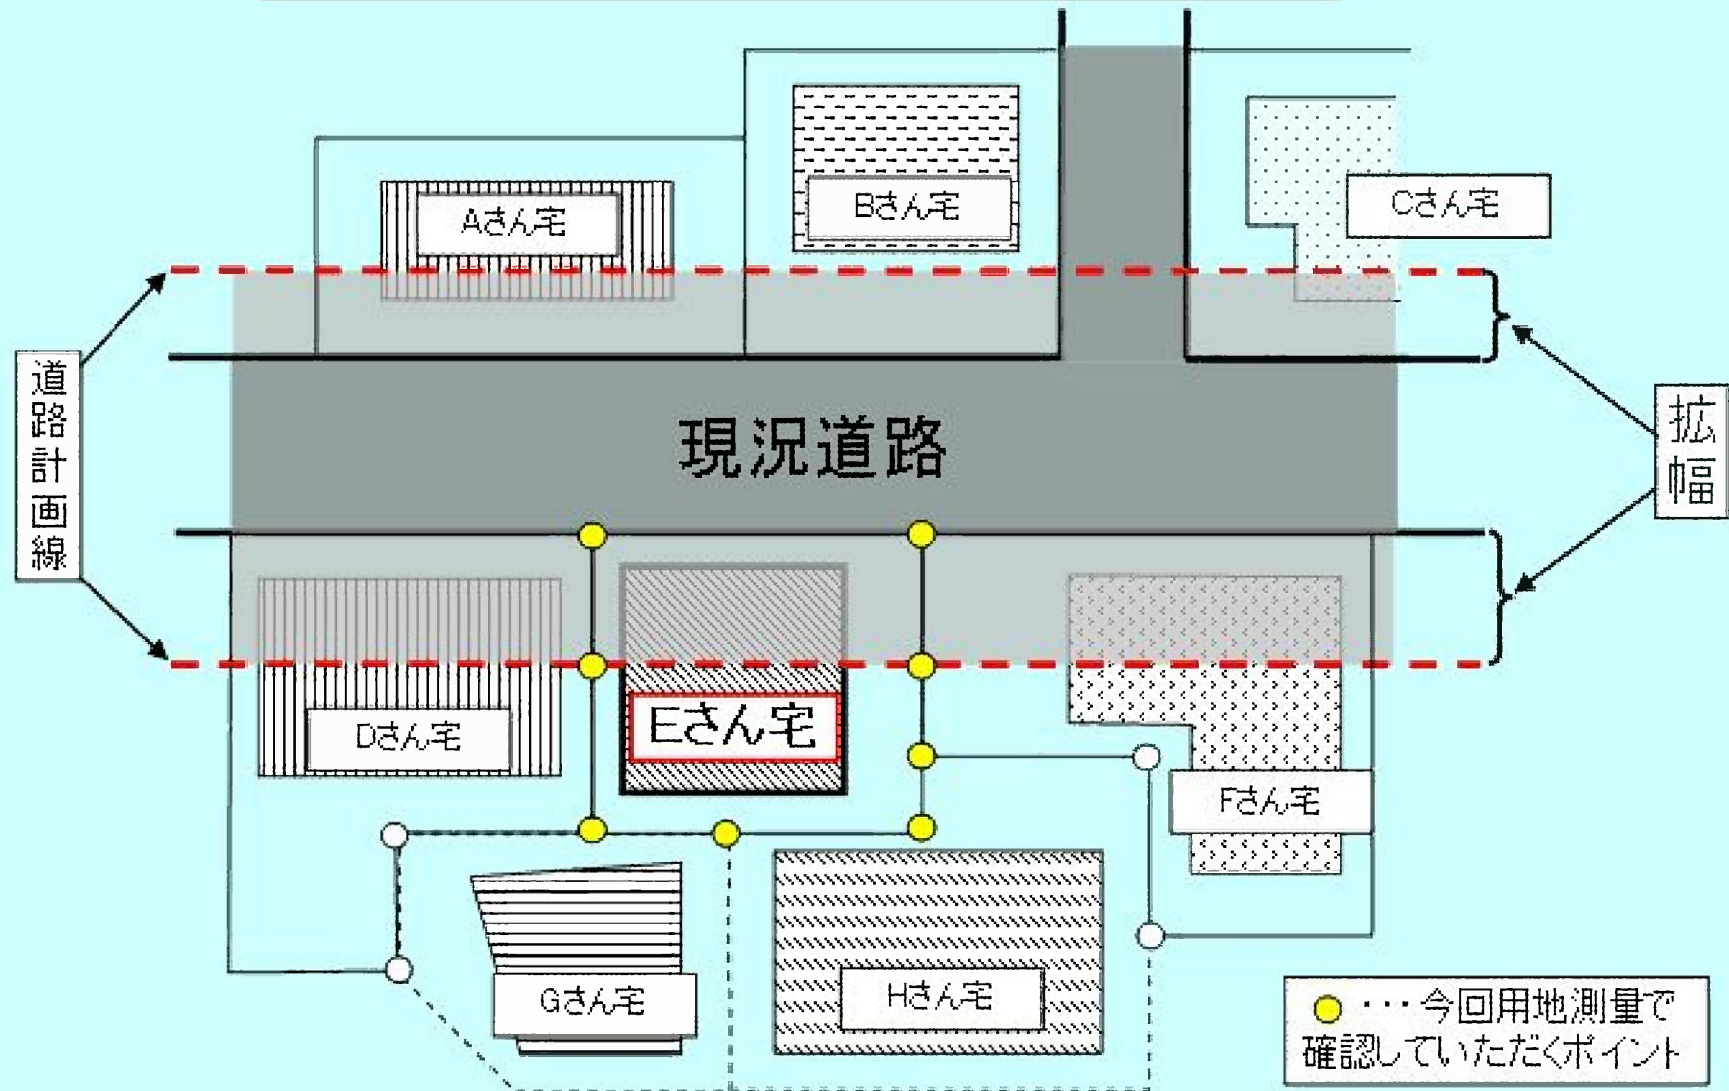 Aさん宅
Bさん宅
Cさん宅
道路計画線
現況道路
拡幅
Dさん宅
Eさん宅
Fさん宅
Gさん宅
Hさん宅
・・・今回用地測量で
確認していただくポイント